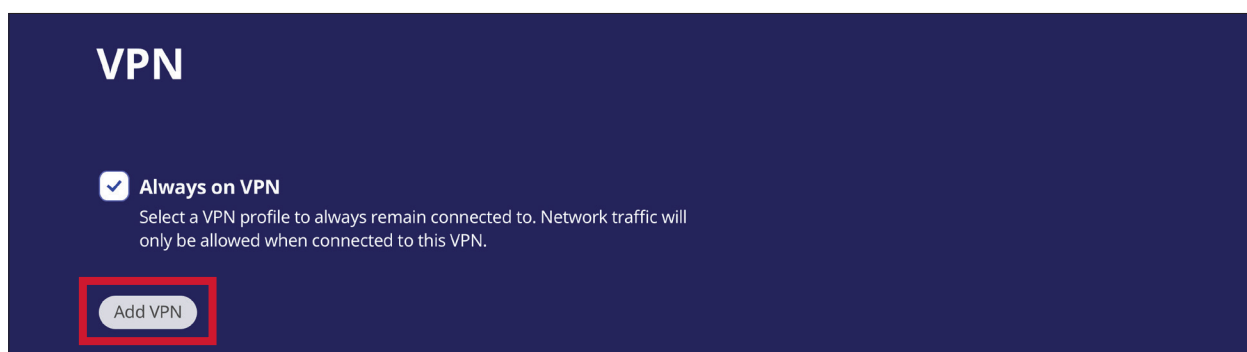 VPN
Always on VPN
Select a VPN profile to always remain connected to. Network traffic will
only be allowed when connected to this VPN.
Add VPN